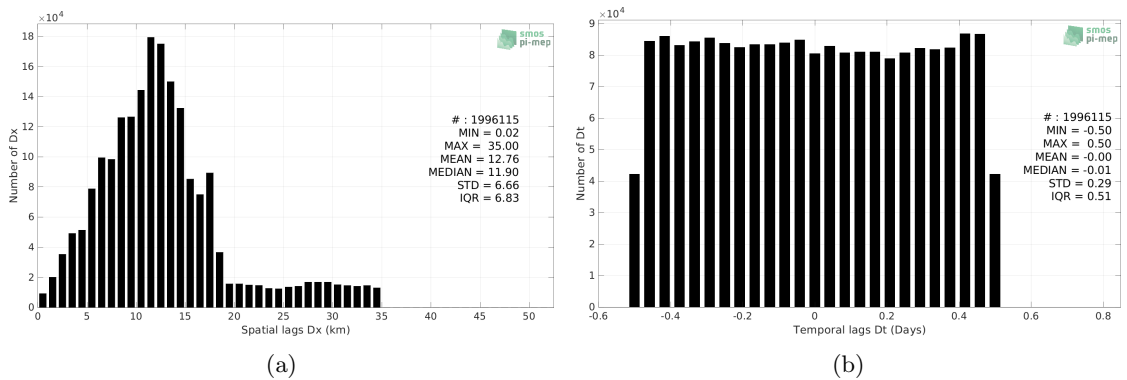 ×10⁴
18
16
14
12
10
8
6
4
2
0
Number of Dx
0 5 10 15 20 25 30 35 40 45 50
Spatial lags Dx (km)
smos
pi-mep
# : 1996115
MIN = 0.02
MAX = 35.00
MEAN = 12.76
MEDIAN = 11.90
STD = 6.66
IQR = 6.83
(a)
×10⁴
9
8
7
6
5
4
3
2
1
0
Number of Dt
-0.6 -0.4 -0.2 0 0.2 0.4 0.6 0.8
Temporal lags Dt (Days)
smos
pi-mep
# : 1996115
MIN = -0.50
MAX = 0.50
MEAN = -0.00
MEDIAN = -0.01
STD = 0.29
IQR = 0.51
(b)